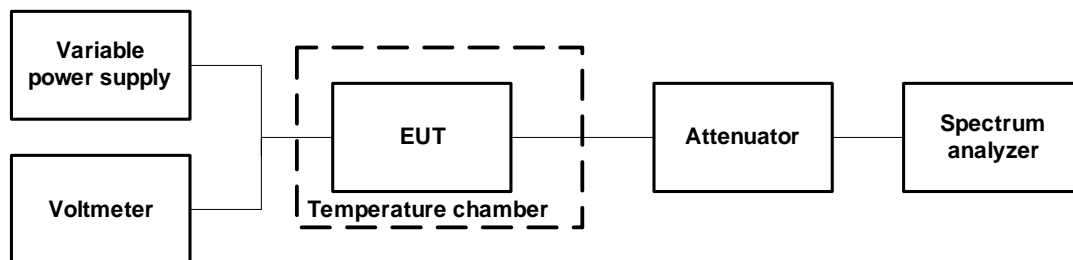 Variable
power supply
Voltmeter
EUT
Temperature chamber
Attenuator
Spectrum
analyzer